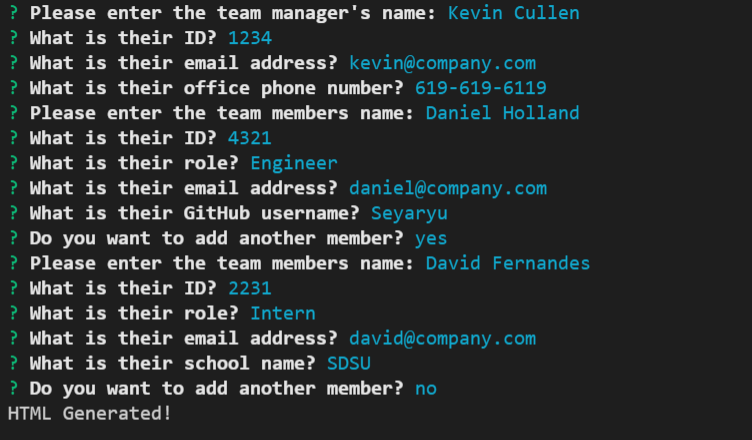 ? Please enter the team manager's name: Kevin Cullen
? What is their ID? 1234
? What is their email address? kevin@company.com
? What is their office phone number? 619-619-6119
? Please enter the team members name: Daniel Holland
? What is their ID? 4321
? What is their role? Engineer
? What is their email address? daniel@company.com
? What is their GitHub username? Seyaryu
? Do you want to add another member? yes
? Please enter the team members name: David Fernandes
? What is their ID? 2231
? What is their role? Intern
? What is their email address? david@company.com
? What is their school name? SDSU
? Do you want to add another member? no
HTML Generated!